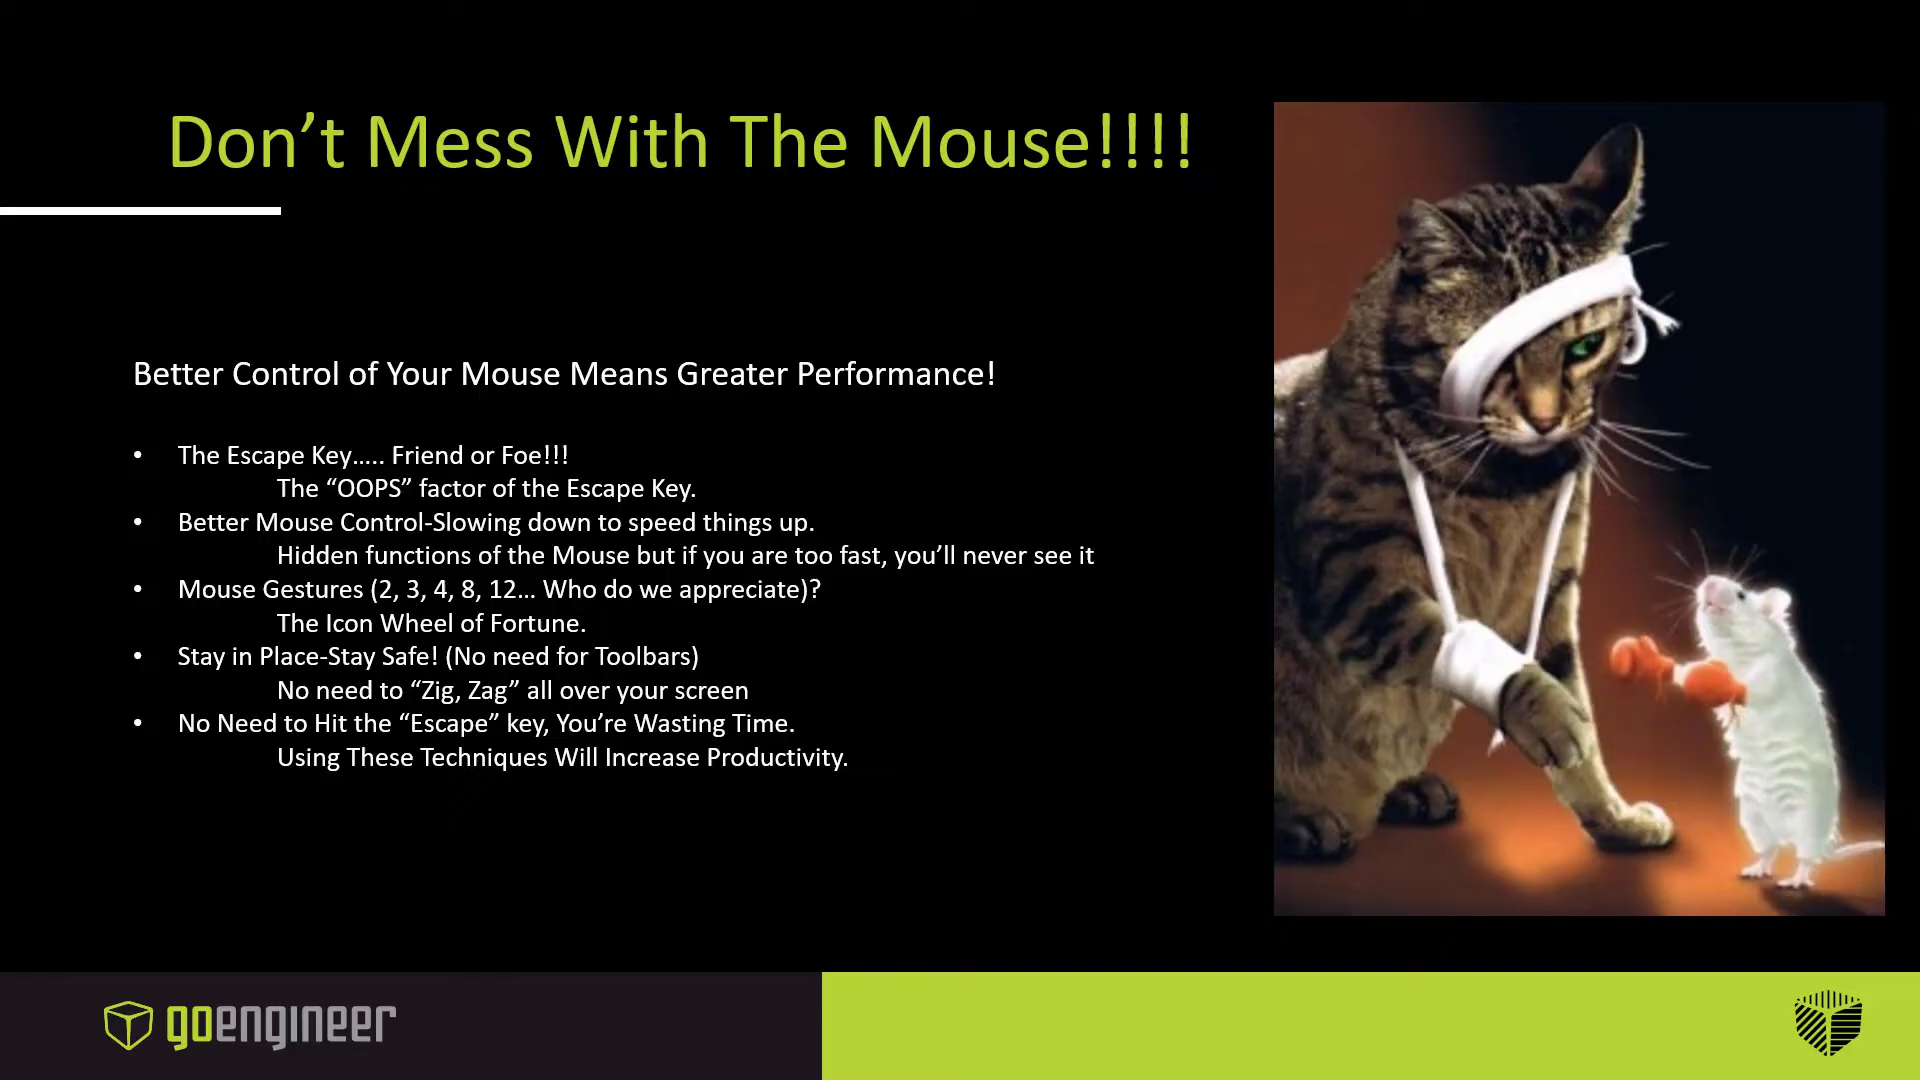 Don’t Mess With The Mouse!!!!
Better Control of Your Mouse Means Greater Performance!
• The Escape Key..... Friend or Foe!!!
The “OOPS” factor of the Escape Key.
• Better Mouse Control-Slowing down to speed things up.
Hidden functions of the Mouse but if you are too fast, you’ll never see it
• Mouse Gestures (2, 3, 4, 8, 12... Who do we appreciate)?
The Icon Wheel of Fortune.
• Stay in Place-Stay Safe! (No need for Toolbars)
No need to “Zig, Zag” all over your screen
• No Need to Hit the “Escape” key, You’re Wasting Time.
Using These Techniques Will Increase Productivity.
goengineer